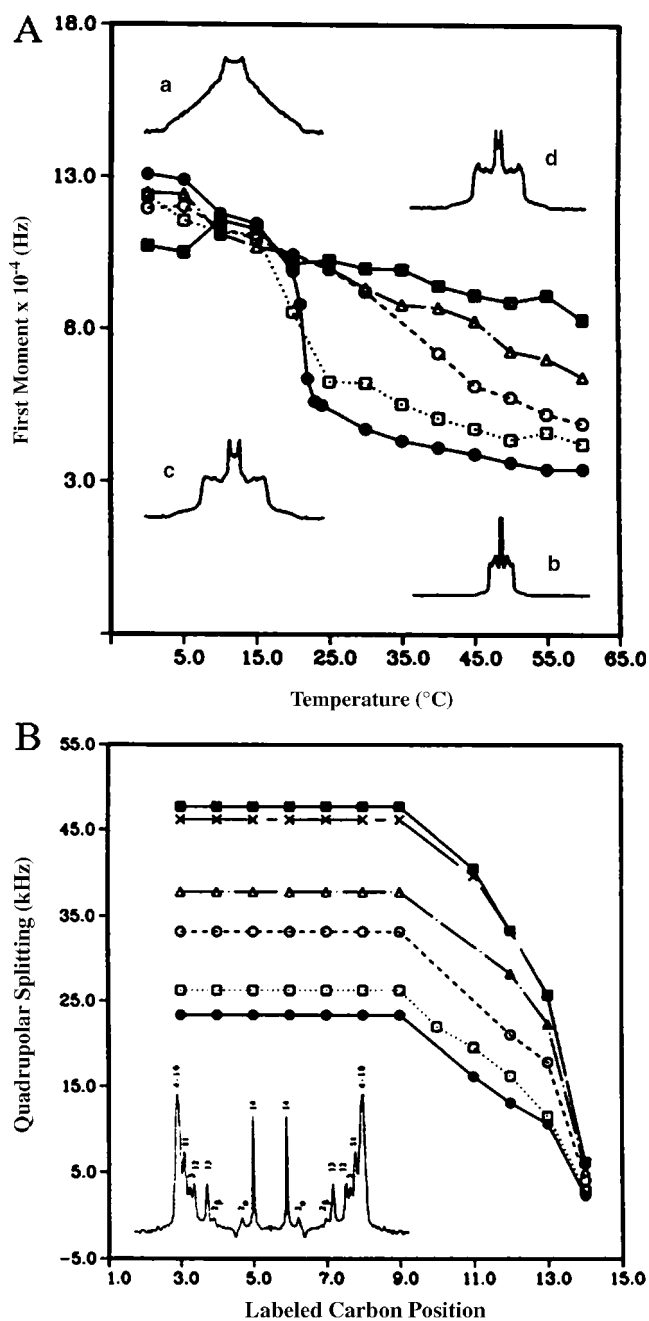 A
18.0
a
d
13.0
First Moment x 10⁻⁴ (Hz)
8.0
c
3.0
b
5.0 15.0 25.0 35.0 45.0 55.0 65.0
Temperature (°C)
B
55.0
45.0
35.0
Quadrupolar Splitting (kHz)
25.0
15.0
14 14
5.0
-5.0
1.0 3.0 5.0 7.0 9.0 11.0 13.0 15.0
Labeled Carbon Position